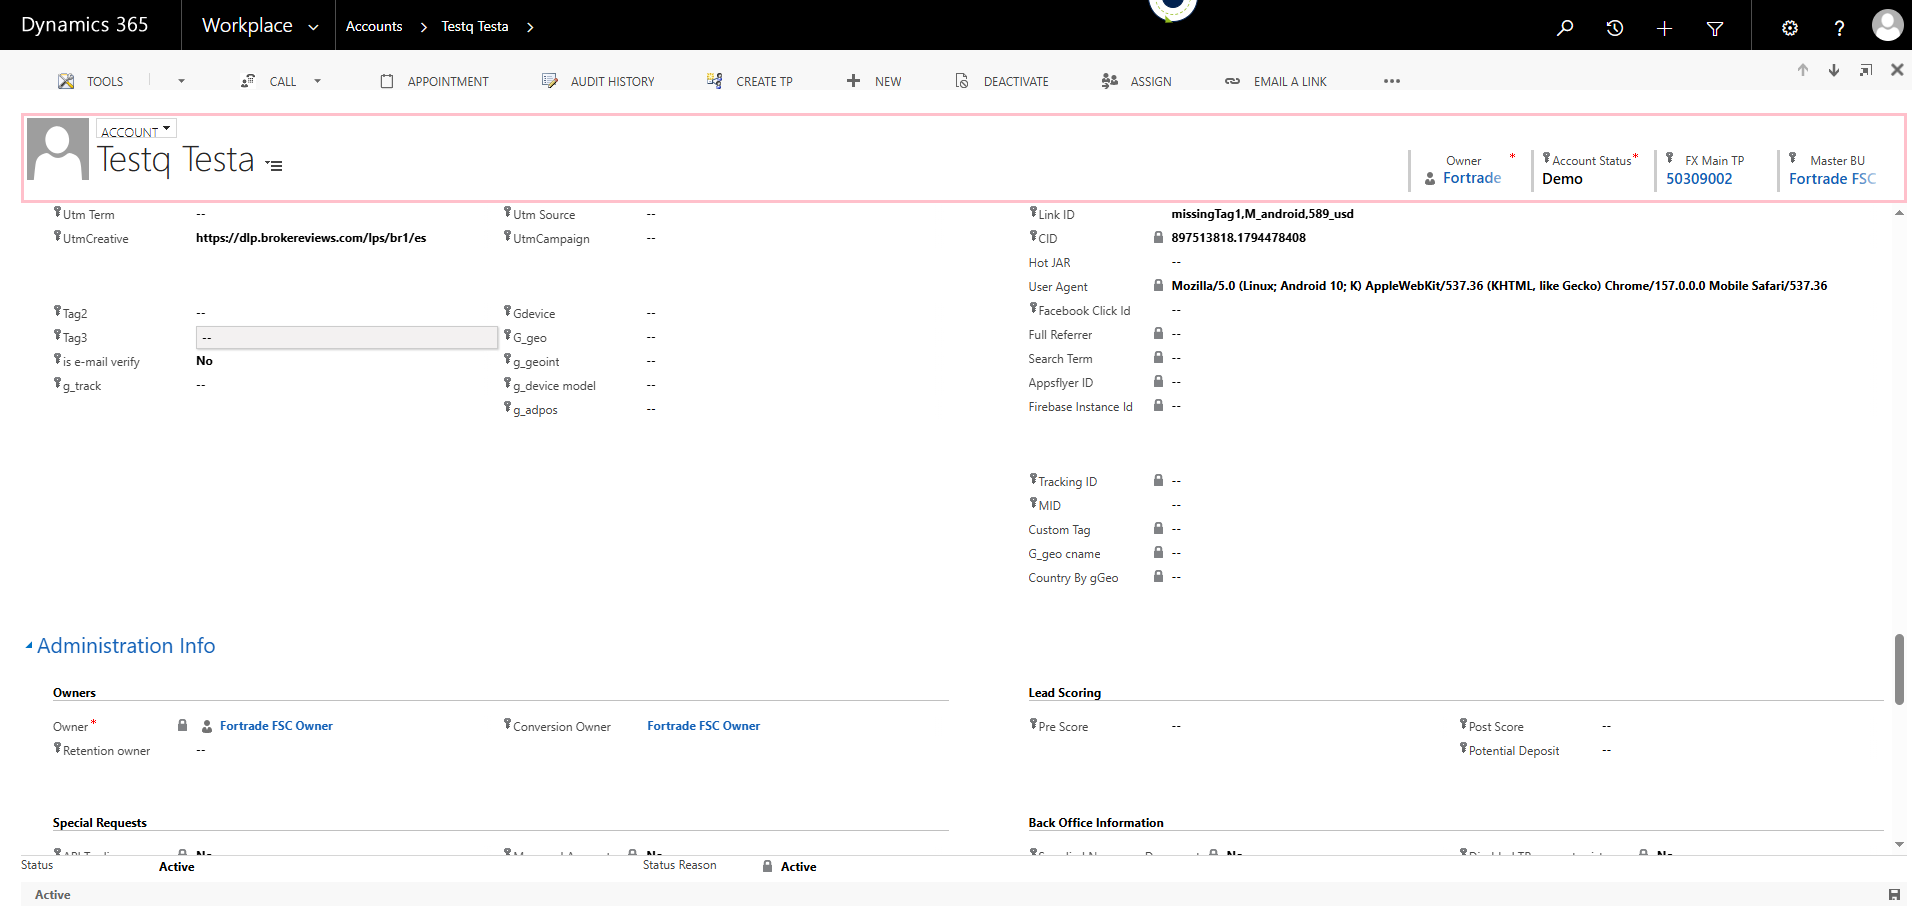 Dynamics 365 Workplace Accounts Testq Testa
TOOLS CALL APPOINTMENT AUDIT HISTORY CREATE TP NEW DEACTIVATE ASSIGN EMAIL A LINK
ACCOUNT
Testq Testa
Owner * Account Status* FX Main TP Master BU
Fortrade Demo 50309002 Fortrade FSC
Utm Term -- Utm Source -- Link ID missingTag1,M_android,589_usd
UtmCreative https://dlp.brokereviews.com/lps/br1/es UtmCampaign -- CID 897513818.1794478408
Hot JAR --
User Agent Mozilla/5.0 (Linux; Android 10; K) AppleWebKit/537.36 (KHTML, like Gecko) Chrome/157.0.0.0 Mobile Safari/537.36
Tag2 -- Gdevice -- Facebook Click Id --
Tag3 -- G_geo -- Full Referrer --
is e-mail verify No g_geoint -- Search Term --
g_track -- g_device model -- Appsflyer ID --
g_adpos -- Firebase Instance Id --
Tracking ID --
MID --
Custom Tag --
G_geo cname --
Country By gGeo --
Administration Info
Owners Lead Scoring
Owner* Fortrade FSC Owner Conversion Owner Fortrade FSC Owner Pre Score -- Post Score --
Retention owner -- Potential Deposit --
Special Requests Back Office Information
No No No No
Status Active Status Reason Active
Active